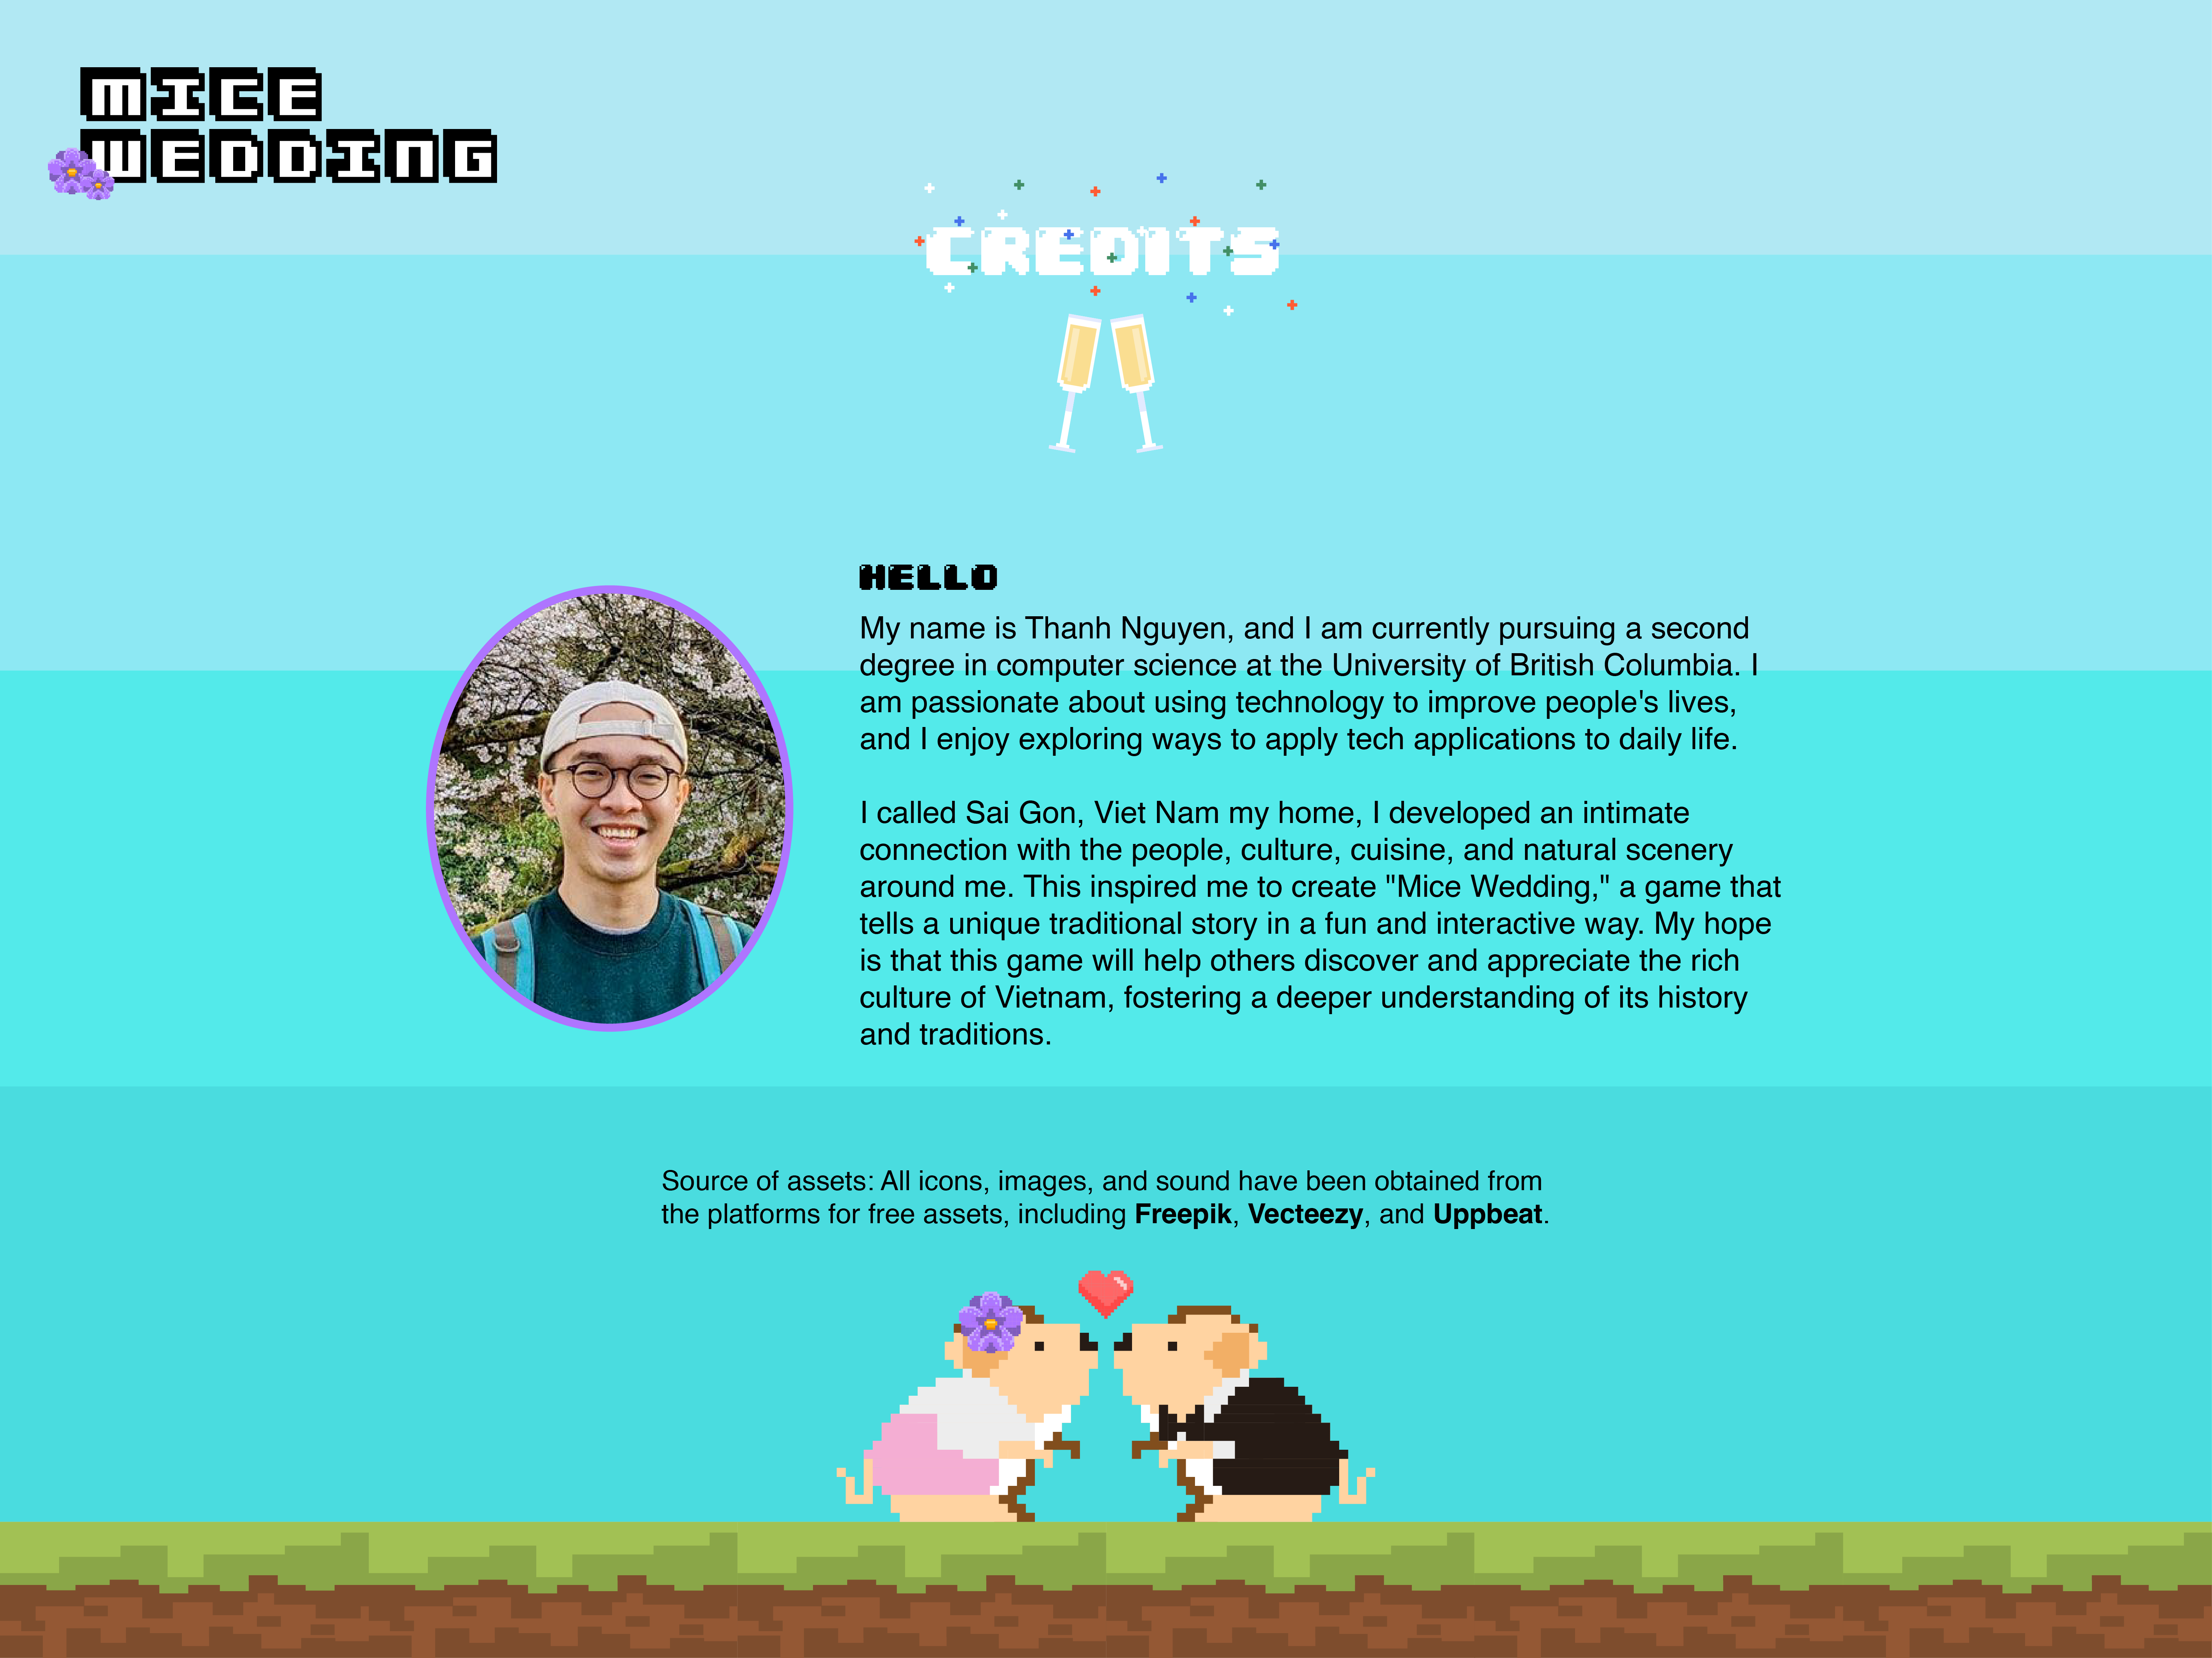 MICE
WEDDING
CREDITS
HELLO
My name is Thanh Nguyen, and I am currently pursuing a second
degree in computer science at the University of British Columbia. I
am passionate about using technology to improve people's lives,
and I enjoy exploring ways to apply tech applications to daily life.
I called Sai Gon, Viet Nam my home, I developed an intimate
connection with the people, culture, cuisine, and natural scenery
around me. This inspired me to create "Mice Wedding," a game that
tells a unique traditional story in a fun and interactive way. My hope
is that this game will help others discover and appreciate the rich
culture of Vietnam, fostering a deeper understanding of its history
and traditions.
Source of assets: All icons, images, and sound have been obtained from
the platforms for free assets, including Freepik, Vecteezy, and Uppbeat.